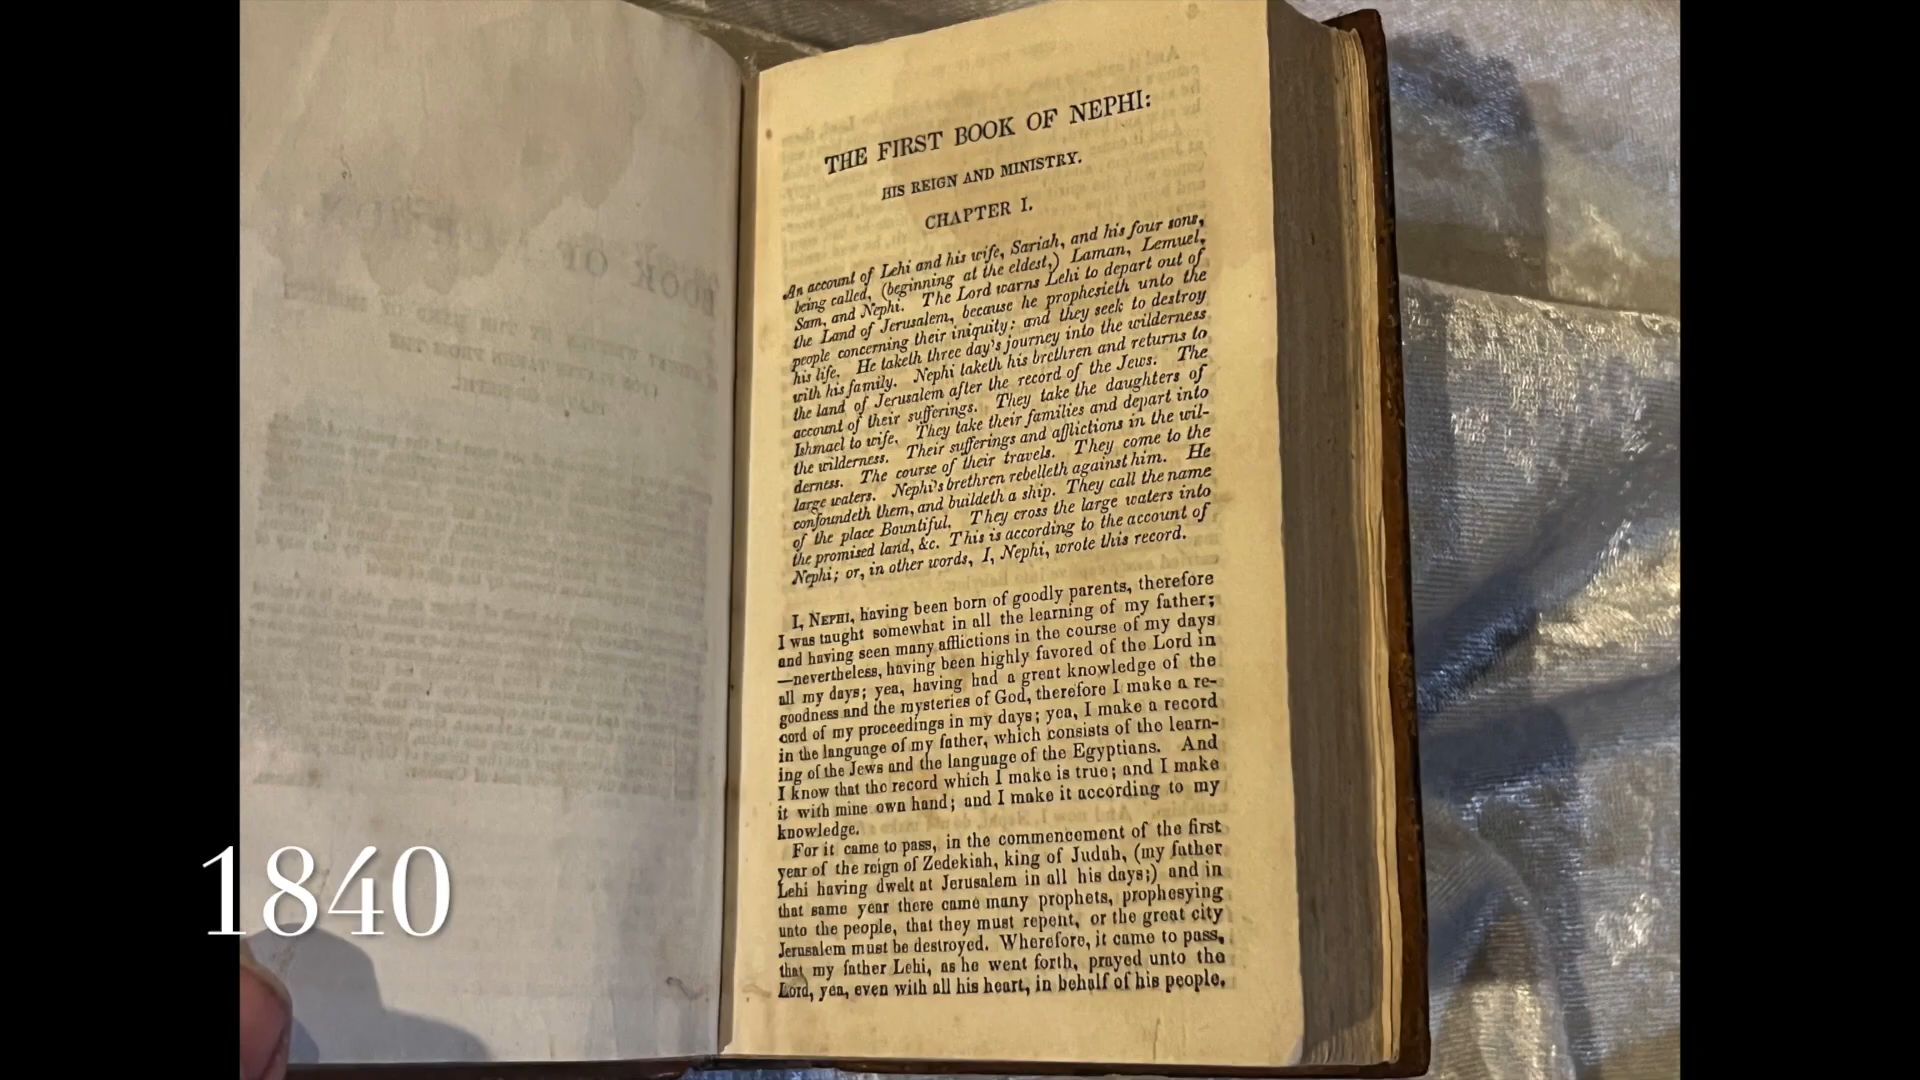 THE FIRST BOOK OF NEPHI:
HIS REIGN AND MINISTRY.
CHAPTER I.
An account of Lehi and his wife, Sariah, and his four sons,
being called, (beginning at the eldest,) Laman, Lemuel,
Sam, and Nephi. The Lord warns Lehi to depart out of
the Land of Jerusalem, because he prophesieth unto the
people concerning their iniquity: and they seek to destroy
his life. He taketh three day's journey into the wilderness
with his family. Nephi taketh his brethren and returns to
the land of Jerusalem after the record of the Jews. The
account of their sufferings. They take the daughters of
Ishmael to wife. They take their families and depart into
the wilderness. Their sufferings and afflictions in the wil-
derness. The course of their travels. They come to the
large waters. Nephi's brethren rebelleth against him. He
confoundeth them, and buildeth a ship. They call the name
of the place Bountiful. They cross the large waters into
the promised land, &c. This is according to the account of
Nephi; or, in other words, I, Nephi, wrote this record.
I, NEPHI, having been born of goodly parents, therefore
I was taught somewhat in all the learning of my father;
and having seen many afflictions in the course of my days
—nevertheless, having been highly favored of the Lord in
all my days; yea, having had a great knowledge of the
goodness and the mysteries of God, therefore I make a re-
cord of my proceedings in my days; yea, I make a record
in the language of my father, which consists of the learn-
ing of the Jews and the language of the Egyptians. And
I know that the record which I make is true; and I make
it with mine own hand; and I make it according to my
knowledge.
For it came to pass, in the commencement of the first
year of the reign of Zedekiah, king of Judah, (my father
Lehi having dwelt at Jerusalem in all his days;) and in
that same year there came many prophets, prophesying
unto the people, that they must repent, or the great city
Jerusalem must be destroyed. Wherefore, it came to pass,
that my father Lehi, as he went forth, prayed unto the
Lord, yea, even with all his heart, in behalf of his people.
1840